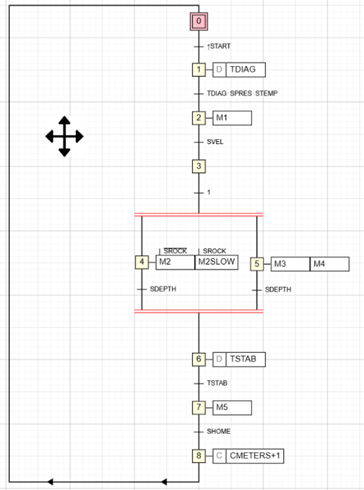 0
↑START
1 D TDIAG
TDIAG SPRES STEMP
2 M1
SVEL
3
1
SROCK SROCK
4 M2 M2SLOW 5 M3 M4
SDEPTH SDEPTH
6 D TSTAB
TSTAB
7 M5
SHOME
8 C CMETERS+1